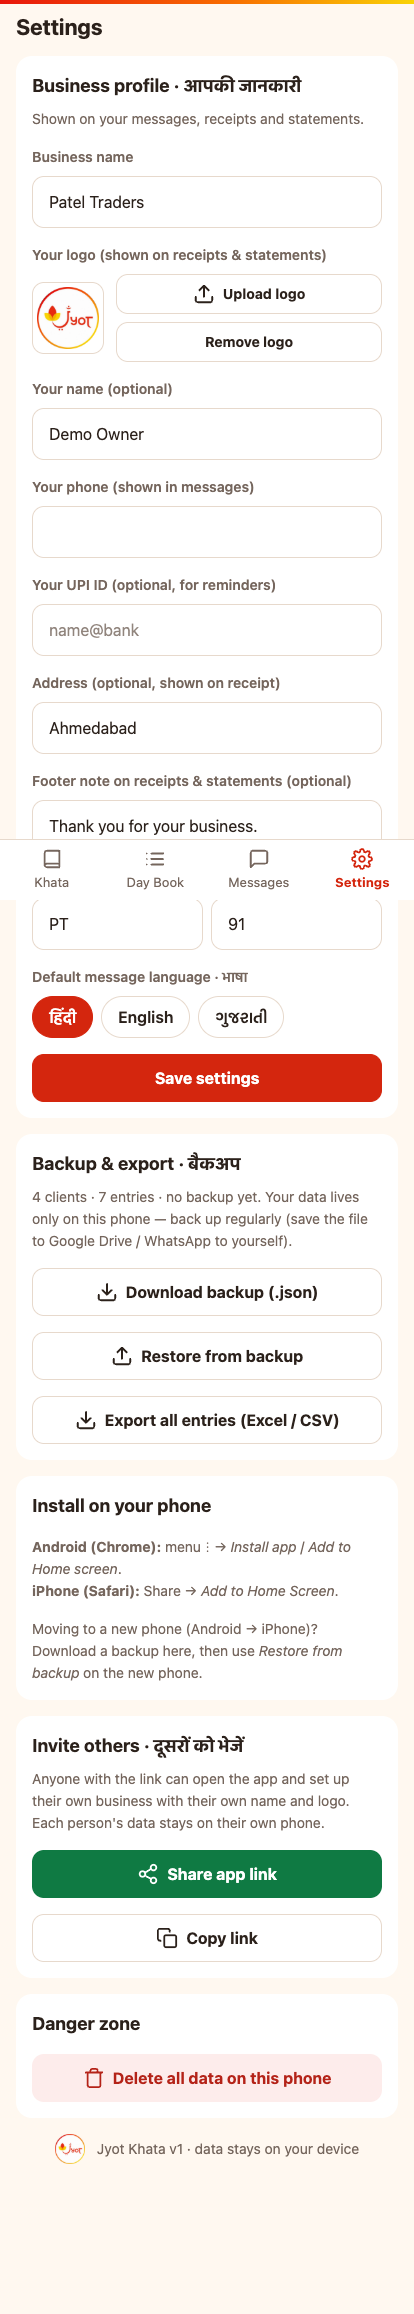 Settings
Business profile · आपकी जानकारी
Shown on your messages, receipts and statements.
Business name
Patel Traders
Your logo (shown on receipts & statements)
Jyot
Upload logo
Remove logo
Your name (optional)
Demo Owner
Your phone (shown in messages)
Your UPI ID (optional, for reminders)
name@bank
Address (optional, shown on receipt)
Ahmedabad
Footer note on receipts & statements (optional)
Thank you for your business.
Khata Day Book Messages Settings
PT 91
Default message language · भाषा
हिंदी English ગુજરાતી
Save settings
Backup & export · बैकअप
4 clients · 7 entries · no backup yet. Your data lives
only on this phone — back up regularly (save the file
to Google Drive / WhatsApp to yourself).
Download backup (.json)
Restore from backup
Export all entries (Excel / CSV)
Install on your phone
Android (Chrome): menu ⋮ → Install app / Add to
Home screen.
iPhone (Safari): Share → Add to Home Screen.
Moving to a new phone (Android → iPhone)?
Download a backup here, then use Restore from
backup on the new phone.
Invite others · दूसरों को भेजें
Anyone with the link can open the app and set up
their own business with their own name and logo.
Each person's data stays on their own phone.
Share app link
Copy link
Danger zone
Delete all data on this phone
Jyot Jyot Khata v1 · data stays on your device